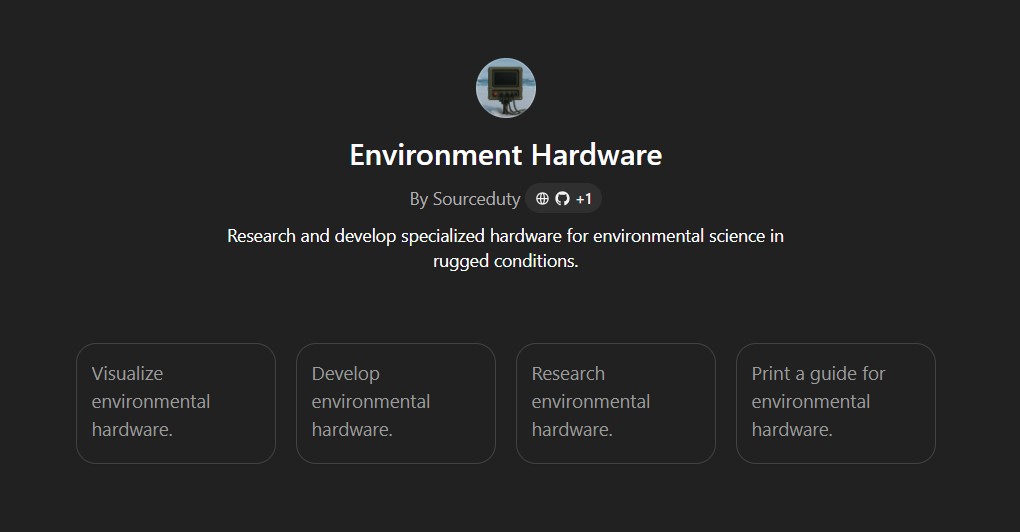 Environment Hardware
By Sourceduty +1
Research and develop specialized hardware for environmental science in
rugged conditions.
Visualize
environmental
hardware.
Develop
environmental
hardware.
Research
environmental
hardware.
Print a guide for
environmental
hardware.